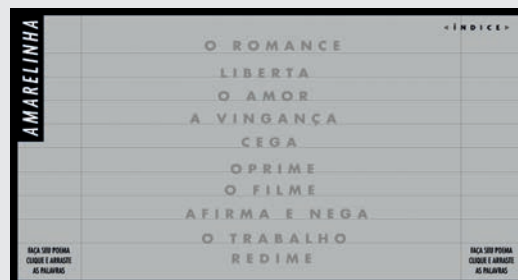 AMARELINHA
<ÍNDICE>
O ROMANCE
LIBERTA
O AMOR
A VINGANÇA
CEGA
OPRIME
O FILME
AFIRMA E NEGA
O TRABALHO
REDIME
FAÇA SEU POEMA
CLIQUE E ARRASTE
AS PALAVRAS
FAÇA SEU POEMA
CLIQUE E ARRASTE
AS PALAVRAS